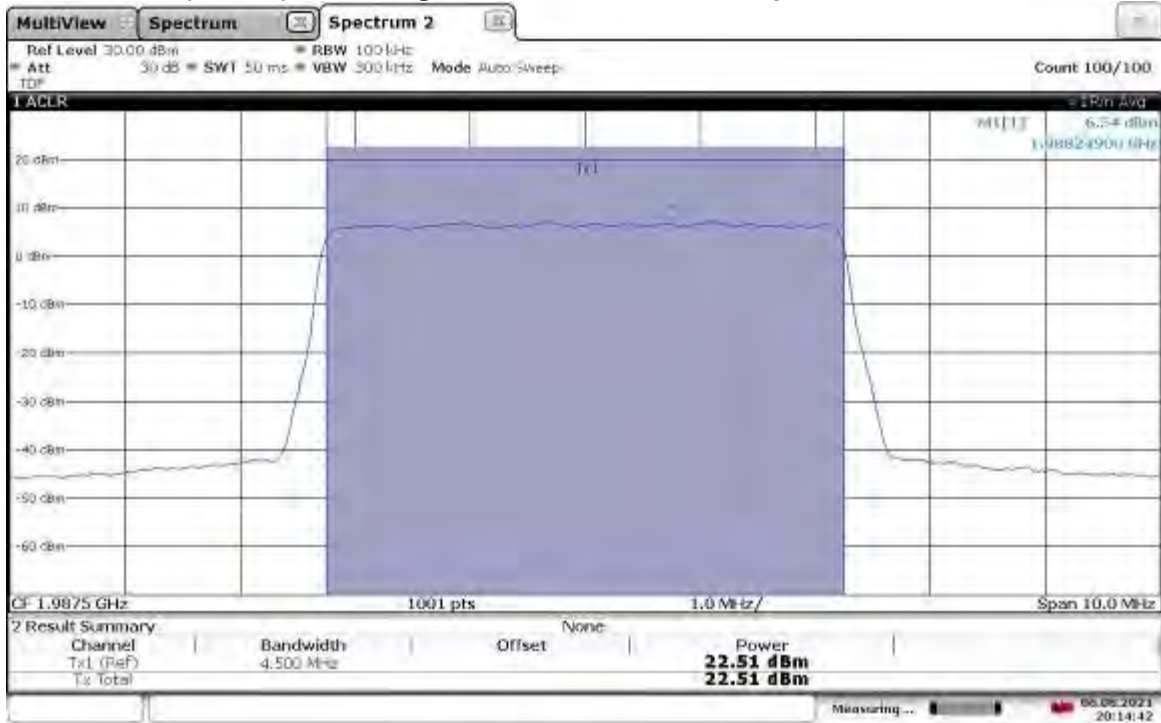 MultiView Spectrum Spectrum 2
Ref Level 30.00 dBm RBW 100 kHz
Att 30 dB SWT 50 ms VBW 300 kHz Mode Auto Sweep Count 100/100
TDF
1 ACLR 1Rm Avg
M1[1] 6.54 dBm
1.98824900 GHz
Tx1
20 dBm
10 dBm
0 dBm
-10 dBm
-20 dBm
-30 dBm
-40 dBm
-50 dBm
-60 dBm
CF 1.9875 GHz 1001 pts 1.0 MHz/ Span 10.0 MHz
2 Result Summary None
Channel Bandwidth Offset Power
Tx1 (Ref) 4.500 MHz 22.51 dBm
Tx Total 22.51 dBm
Measuring... 06.06.2021
20:14:42